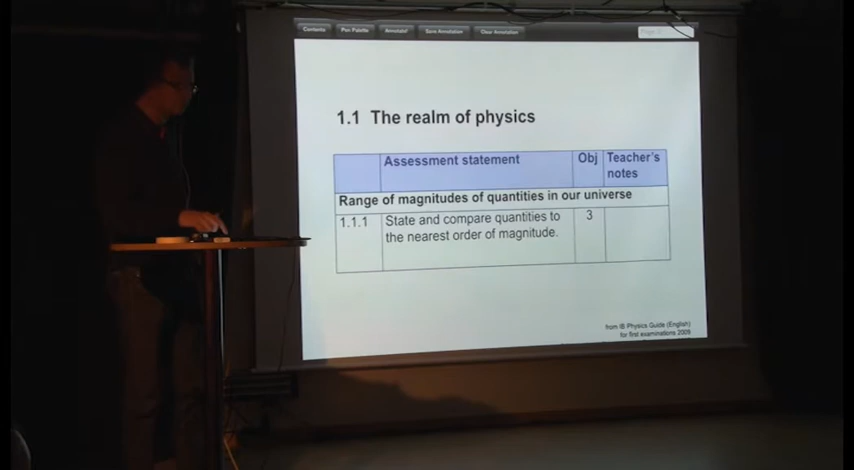 Contents Pen Palette Annotate! Save Annotation Clear Annotation
1.1 The realm of physics
Assessment statement Obj Teacher's
notes
Range of magnitudes of quantities in our universe
1.1.1 State and compare quantities to 3
the nearest order of magnitude.
from IB Physics Guide (English)
for first examinations 2009